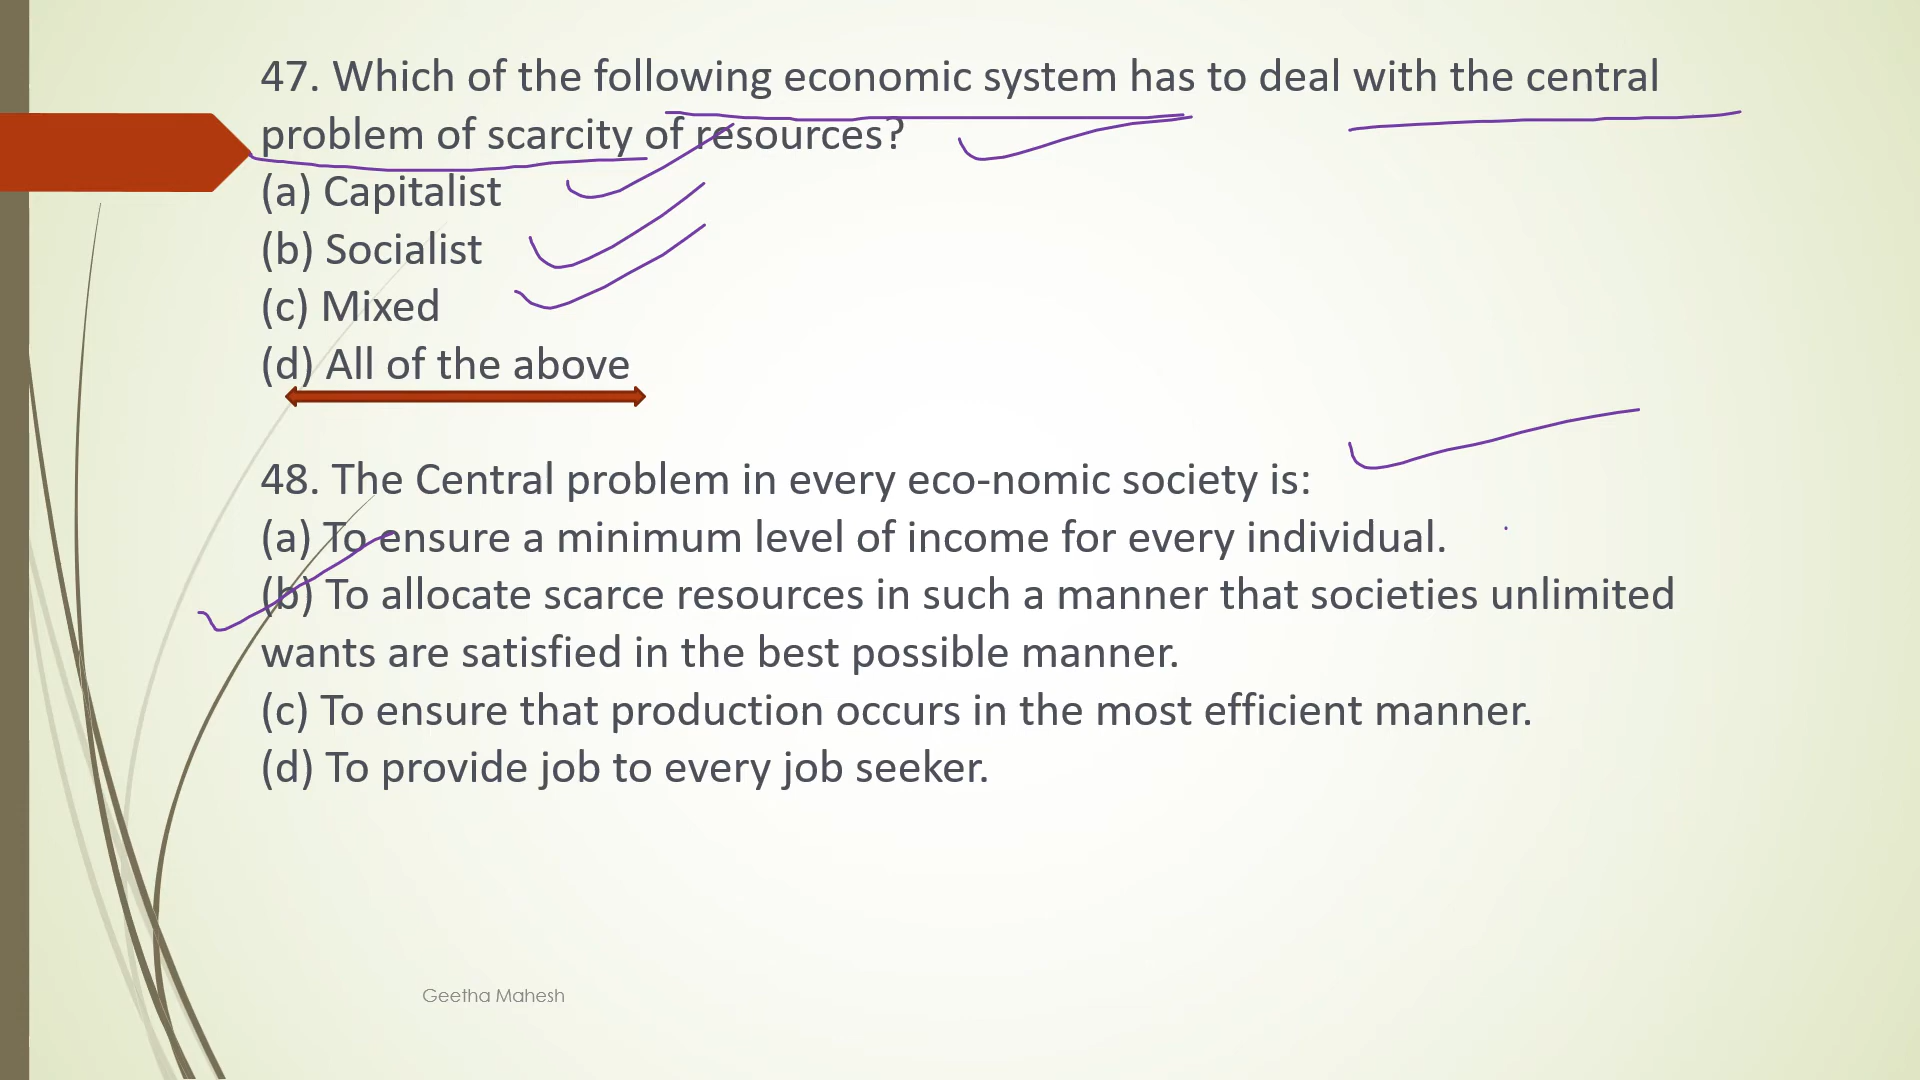 47. Which of the following economic system has to deal with the central
problem of scarcity of resources?
(a) Capitalist
(b) Socialist
(c) Mixed
(d) All of the above
48. The Central problem in every eco-nomic society is:
(a) To ensure a minimum level of income for every individual.
(b) To allocate scarce resources in such a manner that societies unlimited
wants are satisfied in the best possible manner.
(c) To ensure that production occurs in the most efficient manner.
(d) To provide job to every job seeker.
Geetha Mahesh